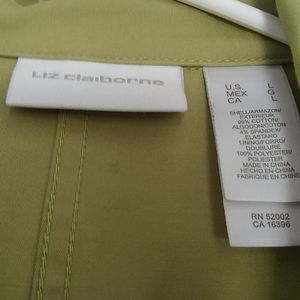 liz claiborne
U.S. L
MEX G
CA L
SHELL/ARMAZON/
EXTERIEUR
96% COTTON/
ALGODON/COTON
4% SPANDEX/
ELASTANO
LINING/FORRO/
DOUBLURE
100% POLYESTER/
POLIESTER
MADE IN CHINA
HECHO EN CHINA
FABRIQUE EN CHINE
RN 52002
CA 16396